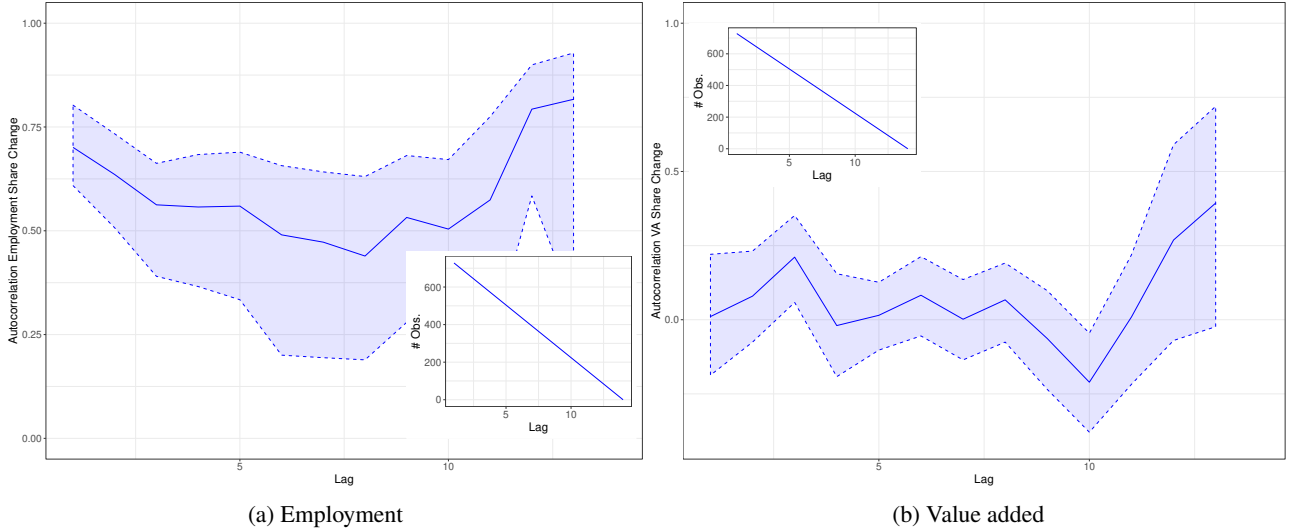 1.00
0.75
0.50
0.25
0.00
Autocorrelation Employment Share Change
5
10
Lag
600
400
200
0
# Obs.
5
10
Lag
(a) Employment
1.0
0.5
0.0
Autocorrelation VA Share Change
5
10
Lag
600
400
200
0
# Obs.
5
10
Lag
(b) Value added